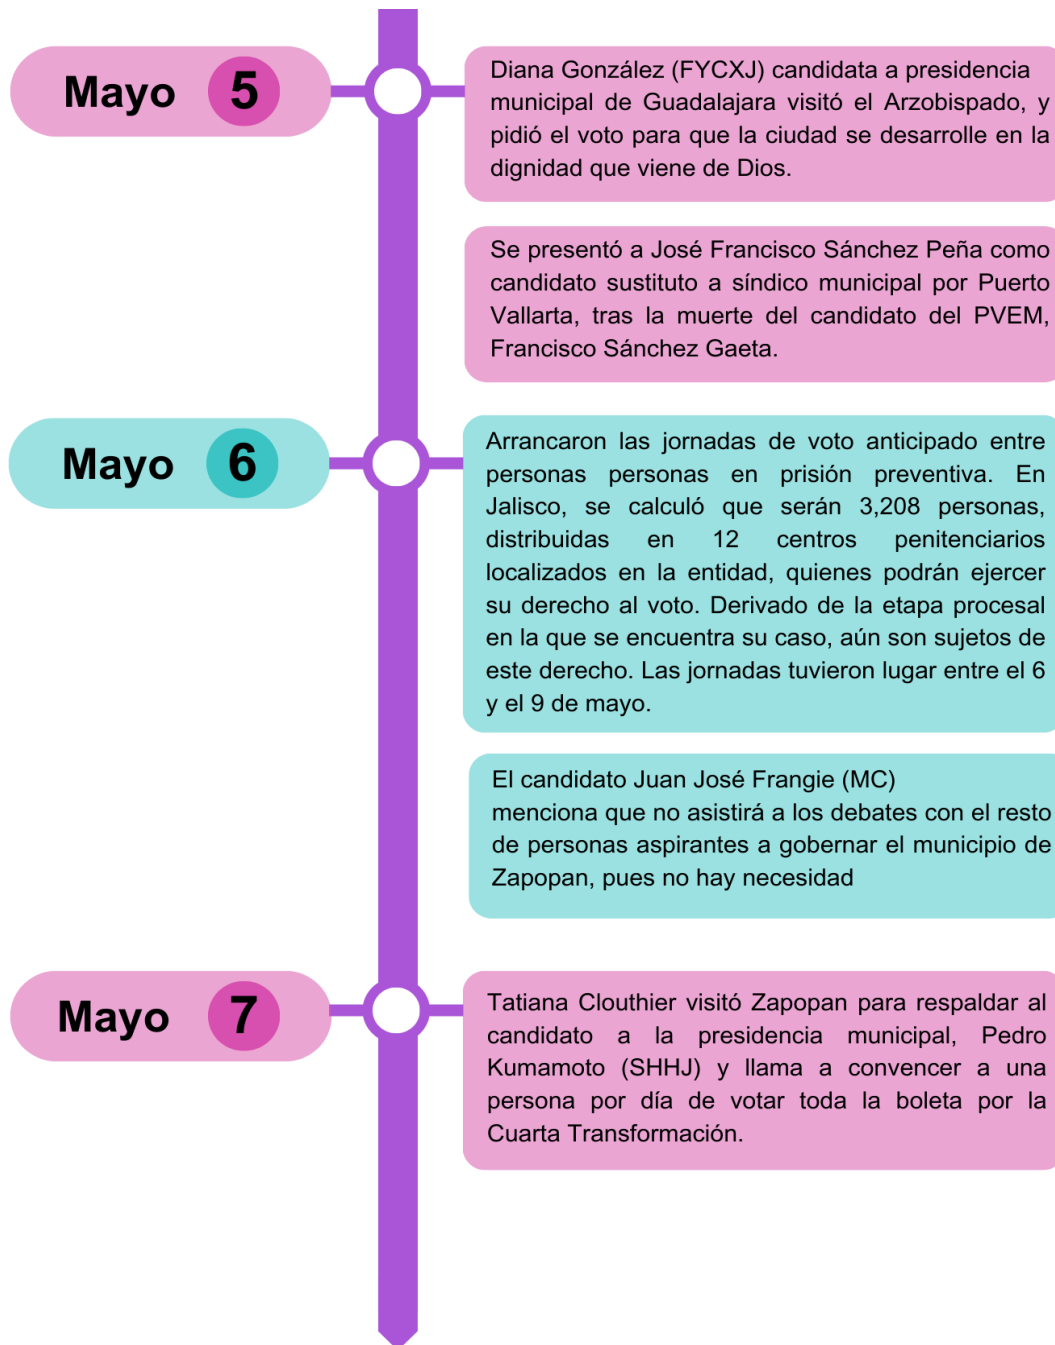 Mayo 5
Diana González (FYCXJ) candidata a presidencia
municipal de Guadalajara visitó el Arzobispado, y
pidió el voto para que la ciudad se desarrolle en la
dignidad que viene de Dios.
Se presentó a José Francisco Sánchez Peña como
candidato sustituto a síndico municipal por Puerto
Vallarta, tras la muerte del candidato del PVEM,
Francisco Sánchez Gaeta.
Mayo 6
Arrancaron las jornadas de voto anticipado entre
personas personas en prisión preventiva. En
Jalisco, se calculó que serán 3,208 personas,
distribuidas en 12 centros penitenciarios
localizados en la entidad, quienes podrán ejercer
su derecho al voto. Derivado de la etapa procesal
en la que se encuentra su caso, aún son sujetos de
este derecho. Las jornadas tuvieron lugar entre el 6
y el 9 de mayo.
El candidato Juan José Frangie (MC)
menciona que no asistirá a los debates con el resto
de personas aspirantes a gobernar el municipio de
Zapopan, pues no hay necesidad
Mayo 7
Tatiana Clouthier visitó Zapopan para respaldar al
candidato a la presidencia municipal, Pedro
Kumamoto (SHHJ) y llama a convencer a una
persona por día de votar toda la boleta por la
Cuarta Transformación.